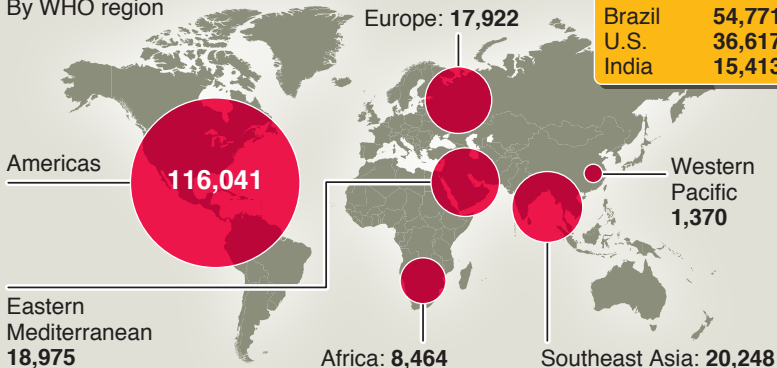 By WHO region
Europe: 17,922
Brazil 54,771
U.S. 36,617
India 15,413
Americas
116,041
Western
Pacific
1,370
Eastern
Mediterranean
18,975
Africa: 8,464
Southeast Asia: 20,248